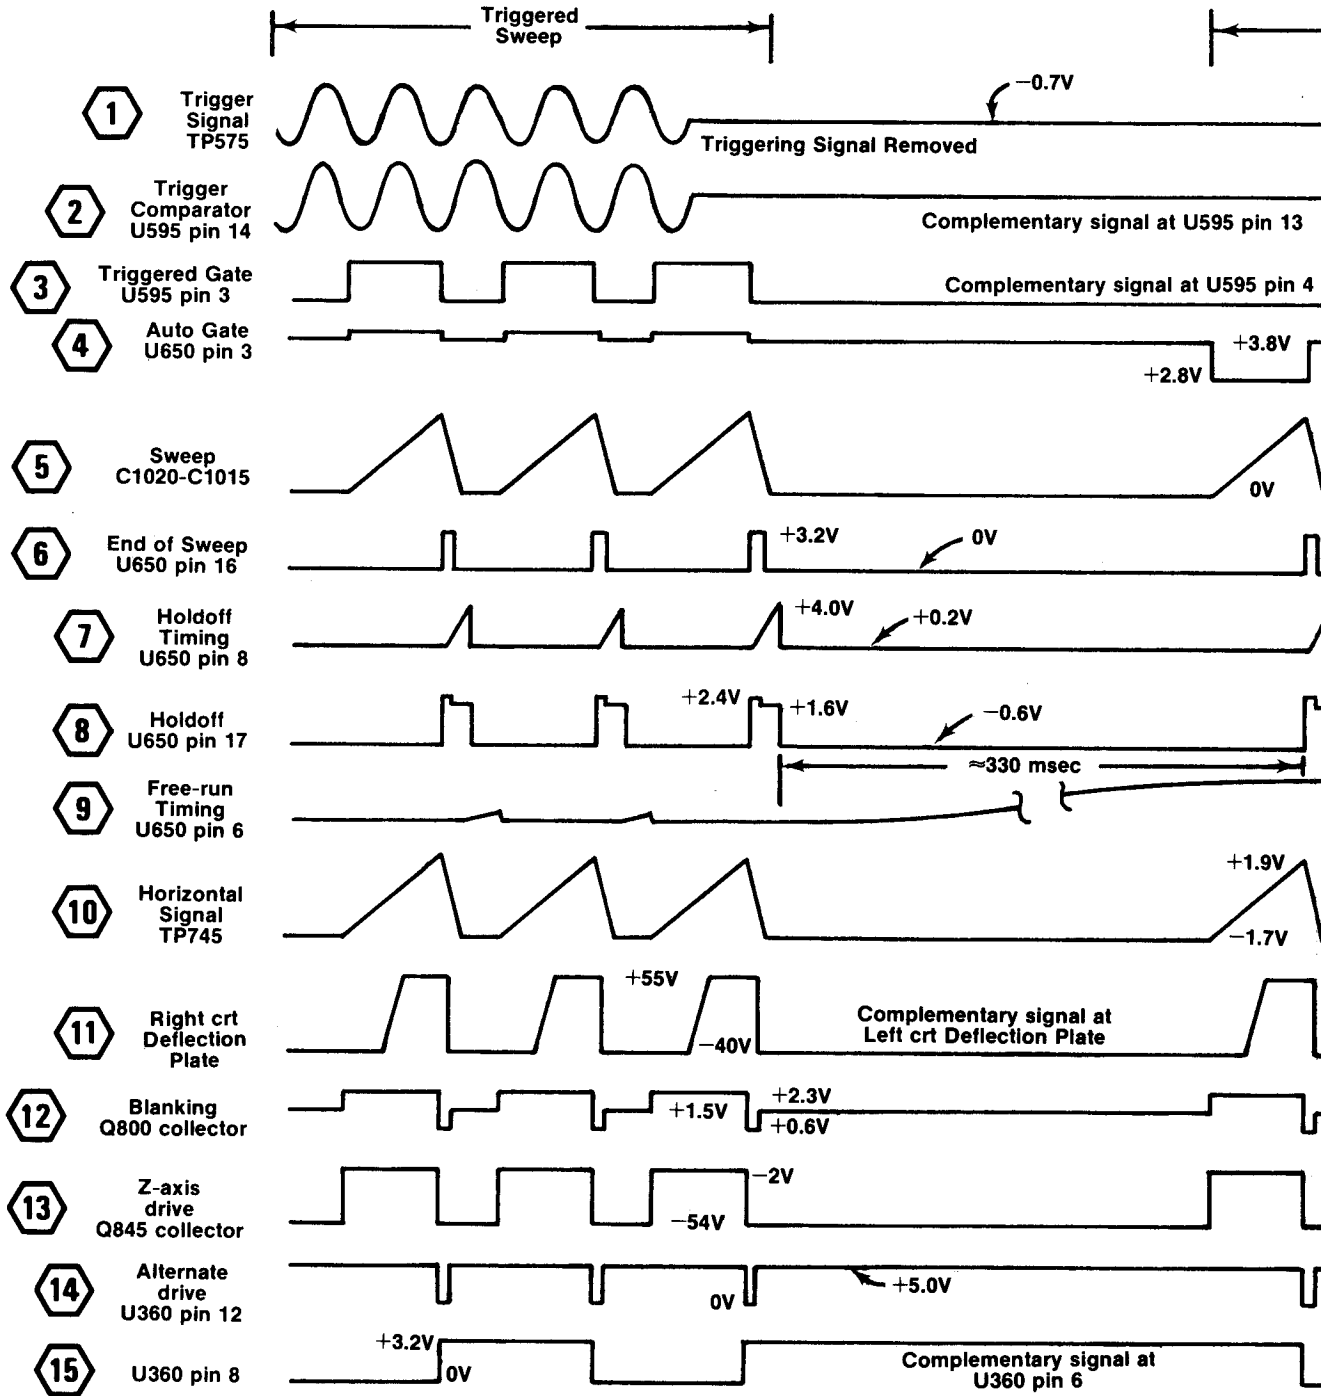 Triggered
Sweep
1
Trigger
Signal
TP575
−0.7V
Triggering Signal Removed
2
Trigger
Comparator
U595 pin 14
Complementary signal at U595 pin 13
3
Triggered Gate
U595 pin 3
Complementary signal at U595 pin 4
4
Auto Gate
U650 pin 3
+3.8V
+2.8V
5
Sweep
C1020-C1015
0V
6
End of Sweep
U650 pin 16
+3.2V
0V
7
Holdoff
Timing
U650 pin 8
+4.0V
+0.2V
8
Holdoff
U650 pin 17
+2.4V
+1.6V
−0.6V
≈330 msec
9
Free-run
Timing
U650 pin 6
10
Horizontal
Signal
TP745
+1.9V
−1.7V
11
Right crt
Deflection
Plate
+55V
−40V
Complementary signal at
Left crt Deflection Plate
12
Blanking
Q800 collector
+1.5V
+2.3V
+0.6V
13
Z-axis
drive
Q845 collector
−2V
−54V
14
Alternate
drive
U360 pin 12
0V
+5.0V
15
U360 pin 8
+3.2V
0V
Complementary signal at
U360 pin 6